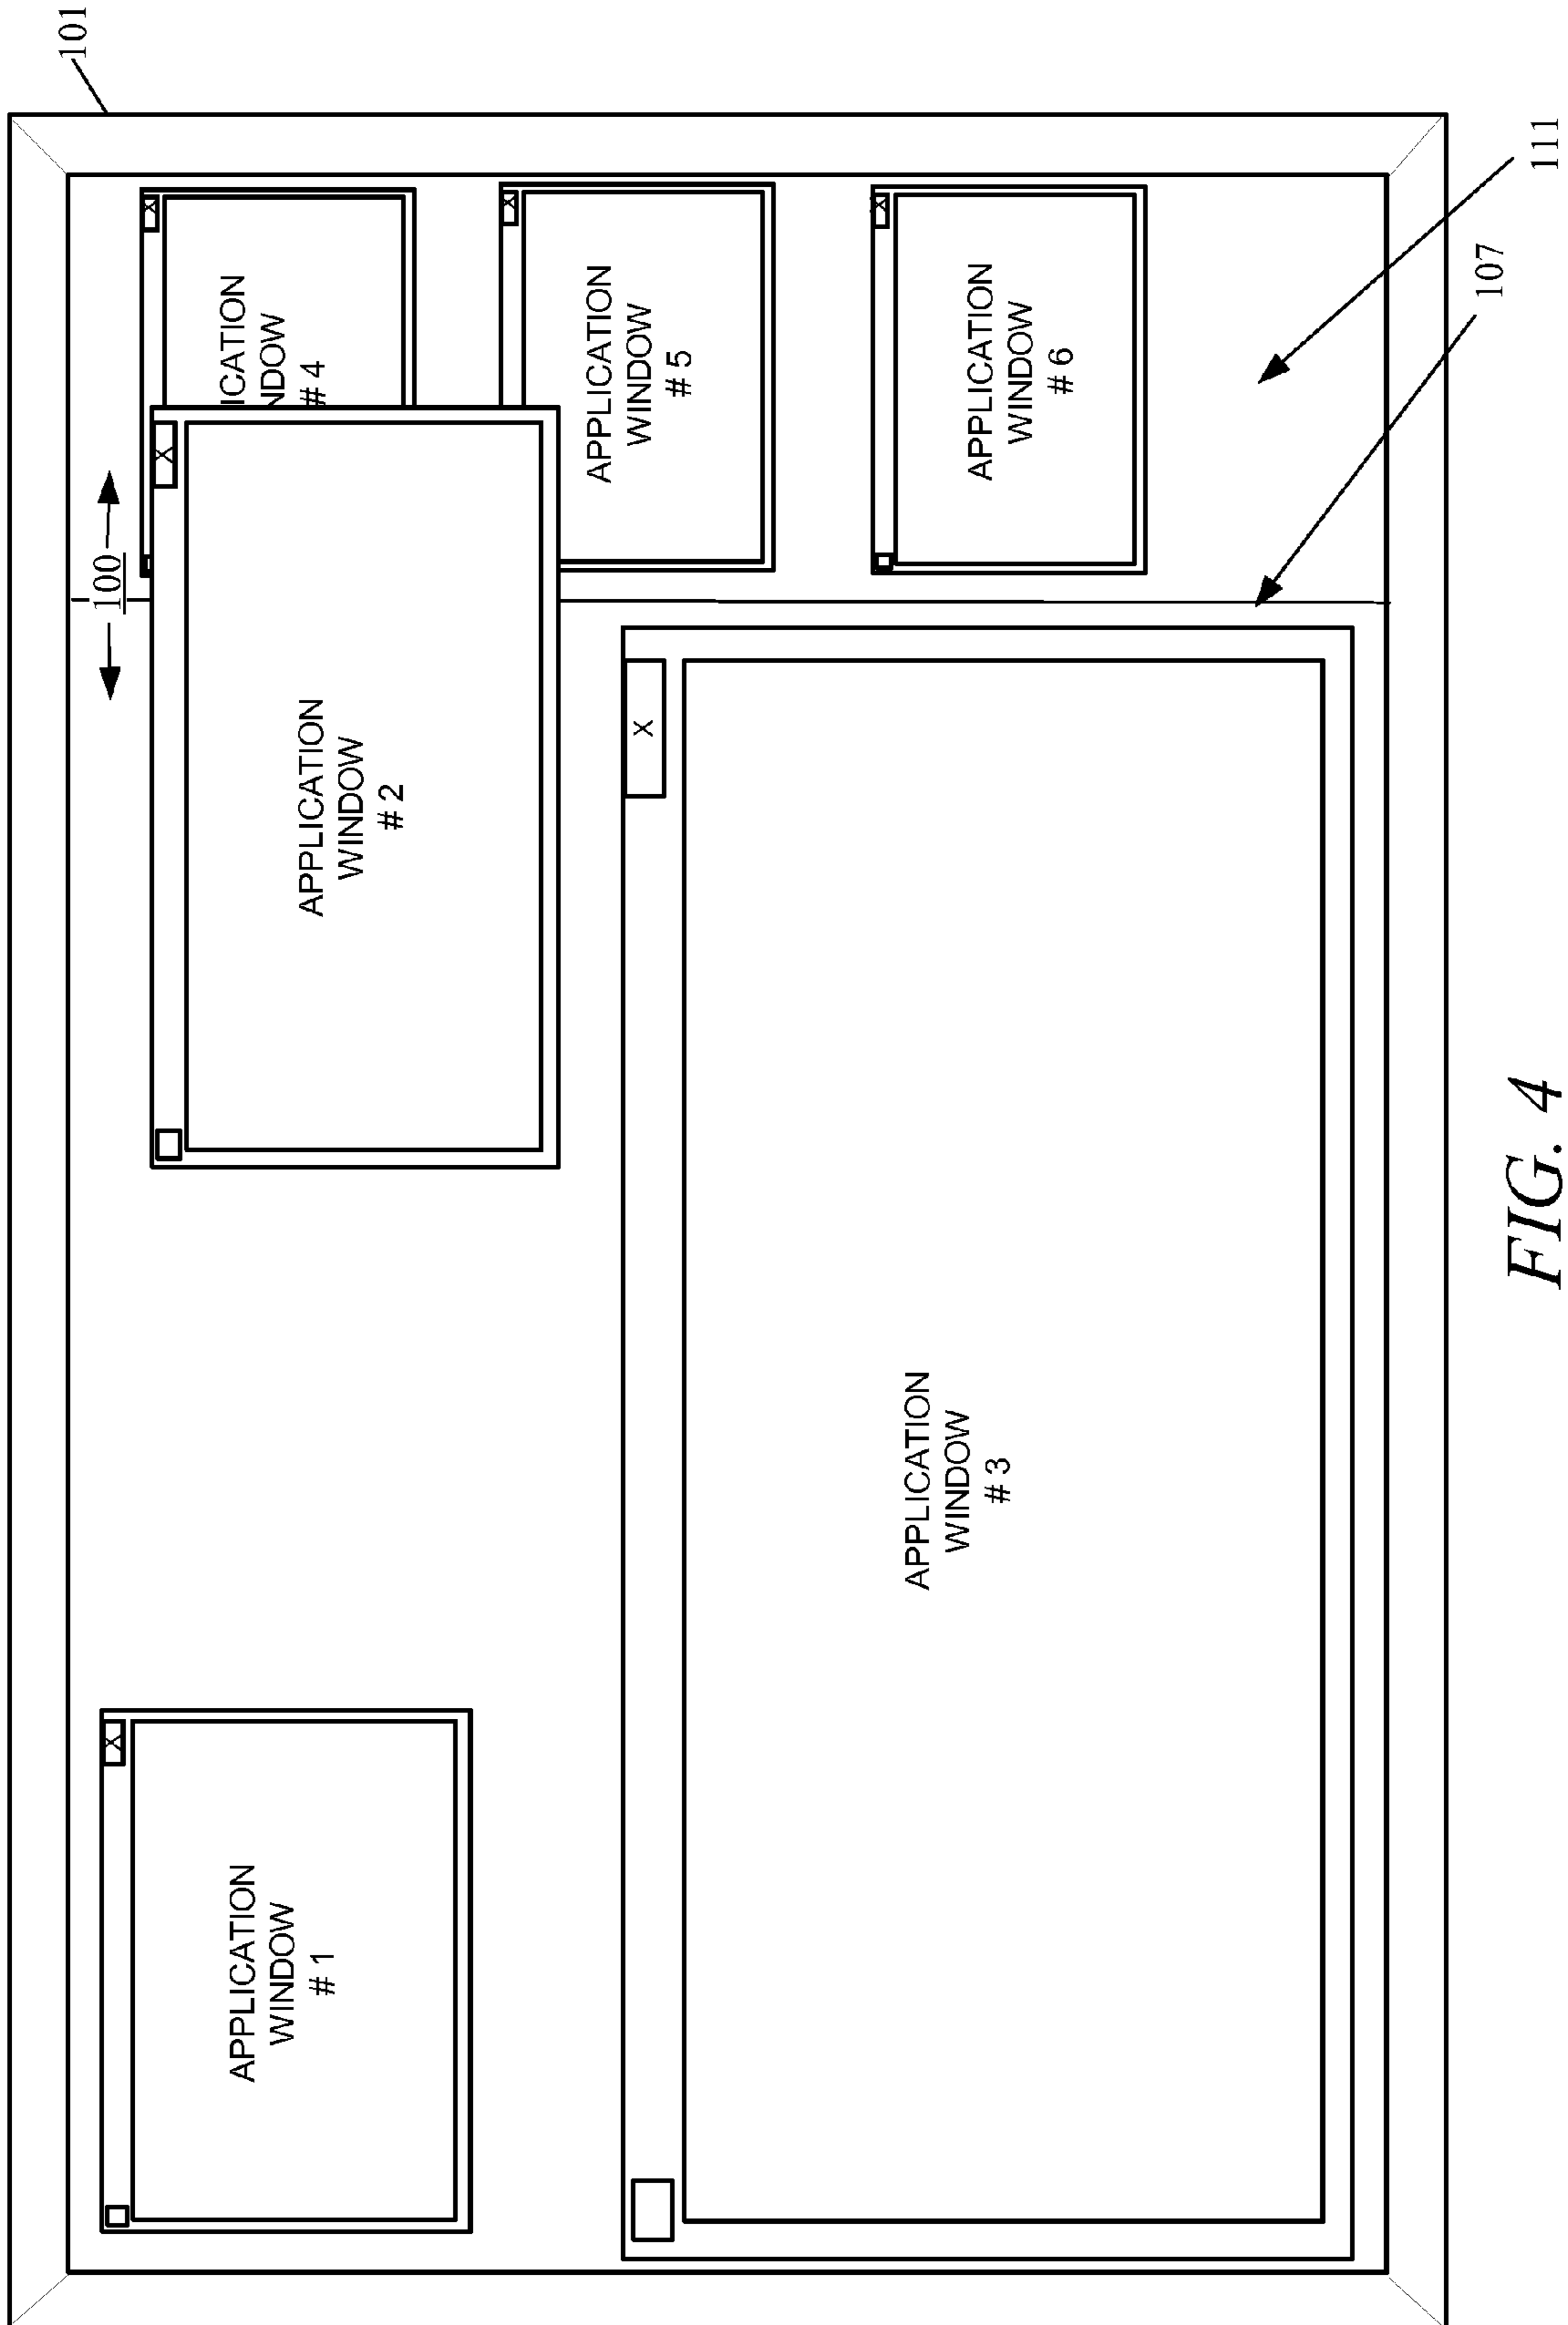 101
100
APPLICATION
WINDOW
# 1
APPLICATION
WINDOW
# 2
ICATION
NDOW
# 4
X
X
X
X
APPLICATION
WINDOW
# 5
X
APPLICATION
WINDOW
# 3
X
APPLICATION
WINDOW
# 6
107
111
FIG. 4